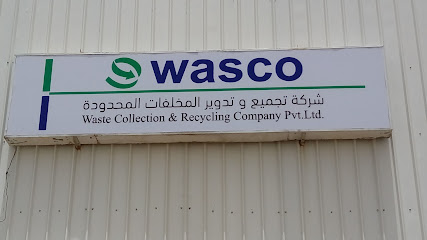 wasco
شركة تجميع و تدوير المخلفات المحدودة
Waste Collection & Recycling Company Pvt.Ltd.